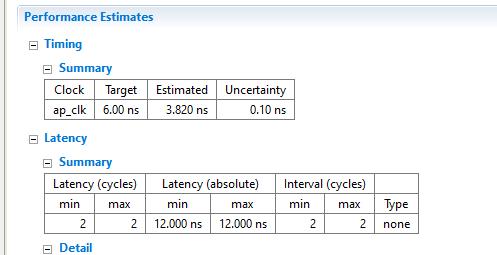 Performance Estimates
Timing
Summary
Clock Target Estimated Uncertainty
ap_clk 6.00 ns 3.820 ns 0.10 ns
Latency
Summary
Latency (cycles) Latency (absolute) Interval (cycles)
min max min max min max Type
2 2 12.000 ns 12.000 ns 2 2 none
Detail